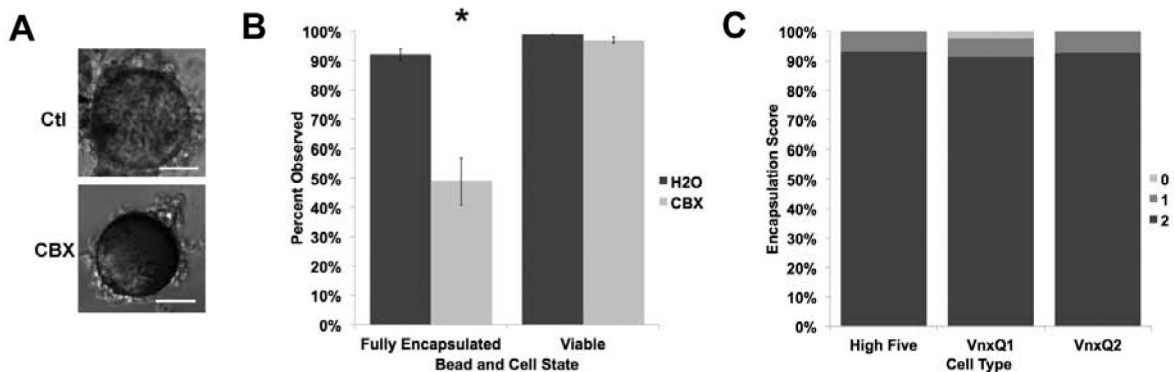 A
Ctl
CBX
B
*
100%
90%
80%
70%
60%
50%
40%
30%
20%
10%
0%
Percent Observed
Fully Encapsulated Viable
Bead and Cell State
H2O
CBX
C
100%
90%
80%
70%
60%
50%
40%
30%
20%
10%
0%
Encapsulation Score
High Five VnxQ1 VnxQ2
Cell Type
0
1
2